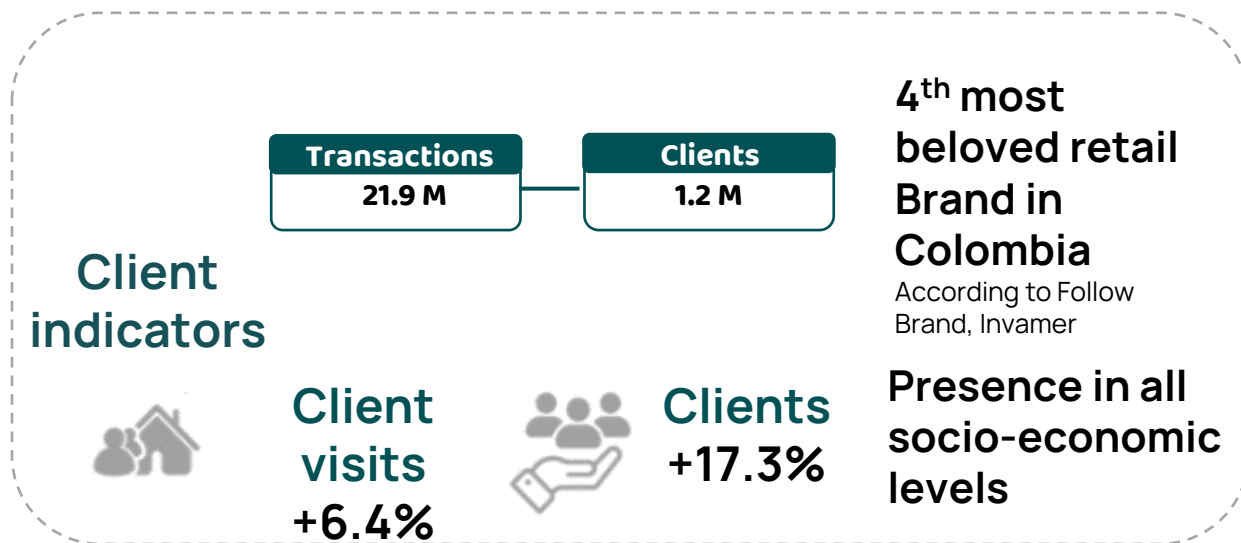 Client
indicators
Transactions
21.9 M
Clients
1.2 M
Client
visits
+6.4%
Clients
+17.3%
4th most
beloved retail
Brand in
Colombia
According to Follow
Brand, Invamer
Presence in all
socio-economic
levels